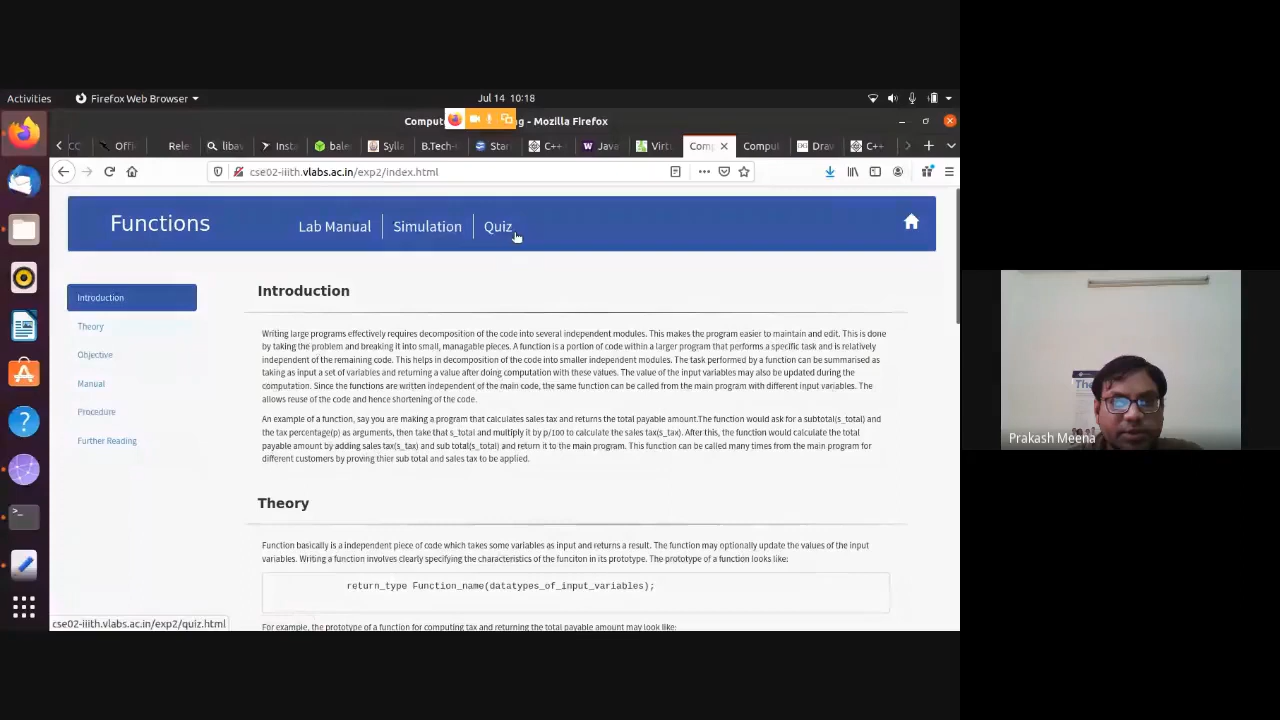 Activities
Firefox Web Browser
Jul 14 10:18
Comput
g - Mozilla Firefox
CC
Offi
Rele
libav
Insta
bale
Sylla
B.Tech-
Star
C++
Java
Virtu
Comp
Comput
Drav
C++
cse02-iiith.vlabs.ac.in/exp2/index.html
Functions
Lab Manual
Simulation
Quiz
Introduction
Theory
Objective
Manual
Procedure
Further Reading
Introduction
Writing large programs effectively requires decomposition of the code into several independent modules. This makes the program easier to maintain and edit. This is done
by taking the problem and breaking it into small, managable pieces. A function is a portion of code within a larger program that performs a specific task and is relatively
independent of the remaining code. This helps in decomposition of the code into smaller independent modules. The task performed by a function can be summarised as
taking as input a set of variables and returning a value after doing computation with these values. The value of the input variables may also be updated during the
computation. Since the functions are written independent of the main code, the same function can be called from the main program with different input variables. The
allows reuse of the code and hence shortening of the code.
An example of a function, say you are making a program that calculates sales tax and returns the total payable amount.The function would ask for a subtotal(s_total) and
the tax percentage(p) as arguments, then take that s_total and multiply it by p/100 to calculate the sales tax(s_tax). After this, the function would calculate the total
payable amount by adding sales tax(s_tax) and sub total(s_total) and return it to the main program. This function can be called many times from the main program for
different customers by proving thier sub total and sales tax to be applied.
Theory
Function basically is a independent piece of code which takes some variables as input and returns a result. The function may optionally update the values of the input
variables. Writing a function involves clearly specifying the characteristics of the funciton in its prototype. The prototype of a function looks like:
return_type Function_name(datatypes_of_input_variables);
For example, the prototype of a function for computing tax and returning the total payable amount may look like:
cse02-iiith.vlabs.ac.in/exp2/quiz.html
Prakash Meena